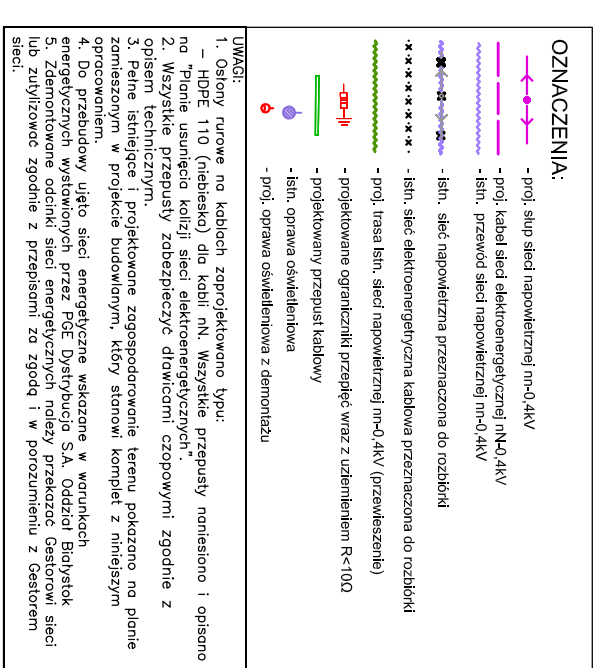 OZNACZENIA:
- proj. słup sieci napowietrznej nn-0,4kV
- proj. kabel sieci elektroenergetycznej nN-0,4kV
- istn. przewód sieci napowietrznej nn-0,4kV
- istn. sieć napowietrzna przeznaczona do rozbiórki
- istn. sieć elektroenergetryczna kablowa przeznaczona do rozbiórki
- proj. trasa Istn. sieci napowietrznej nn-0,4kV (przewieszenie)
- projektowane ograniczniki przepięć wraz z uziemieniem R<10Ω
- projektowany przepust kablowy
- istn. oprawa oświetleniowa
- proj. oprawa oświetleniowa z demontażu
UWAGI:
1. Osłony rurowe na kablach zaprojektowano typu:
– HDPE 110 (niebieska) dla kabli nN. Wszystkie przepusty naniesiono i opisano
na "Planie usunięcia kolizji sieci elektroenergetycznych".
2. Wszystkie przepusty zabezpieczyć dławicami czopowymi zgodnie z
opisem technicznym.
3. Pełne istniejące i projektowane zagospodarowanie terenu pokazano na planie
zamieszonym w projekcie budowlanym, który stanowi komplet z niniejszym
opracowaniem.
4. Do przebudowy ujęto sieci energetyczne wskazane w warunkach
energetycznych wystawionych przez PGE Dystrybucja S.A. Oddział Białystok
5. Zdemontowane odcinki sieci energetycznych należy przekazać Gestorowi sieci
lub zutylizować zgodnie z przepisami za zgodą i w porozumieniu z Gestorem
sieci.